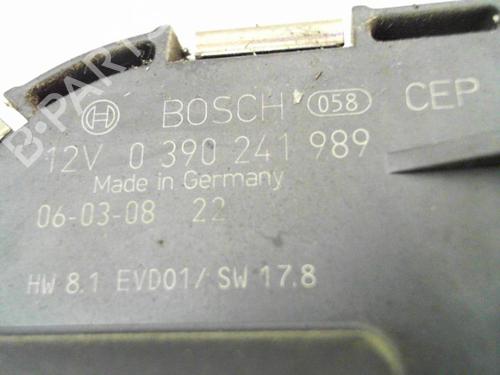 BOSCH 058 CEP
12V 0 390 241 989
Made in Germany
06-03-08 22
HW 8.1 EVD01/ SW 17.8
B-PARTS